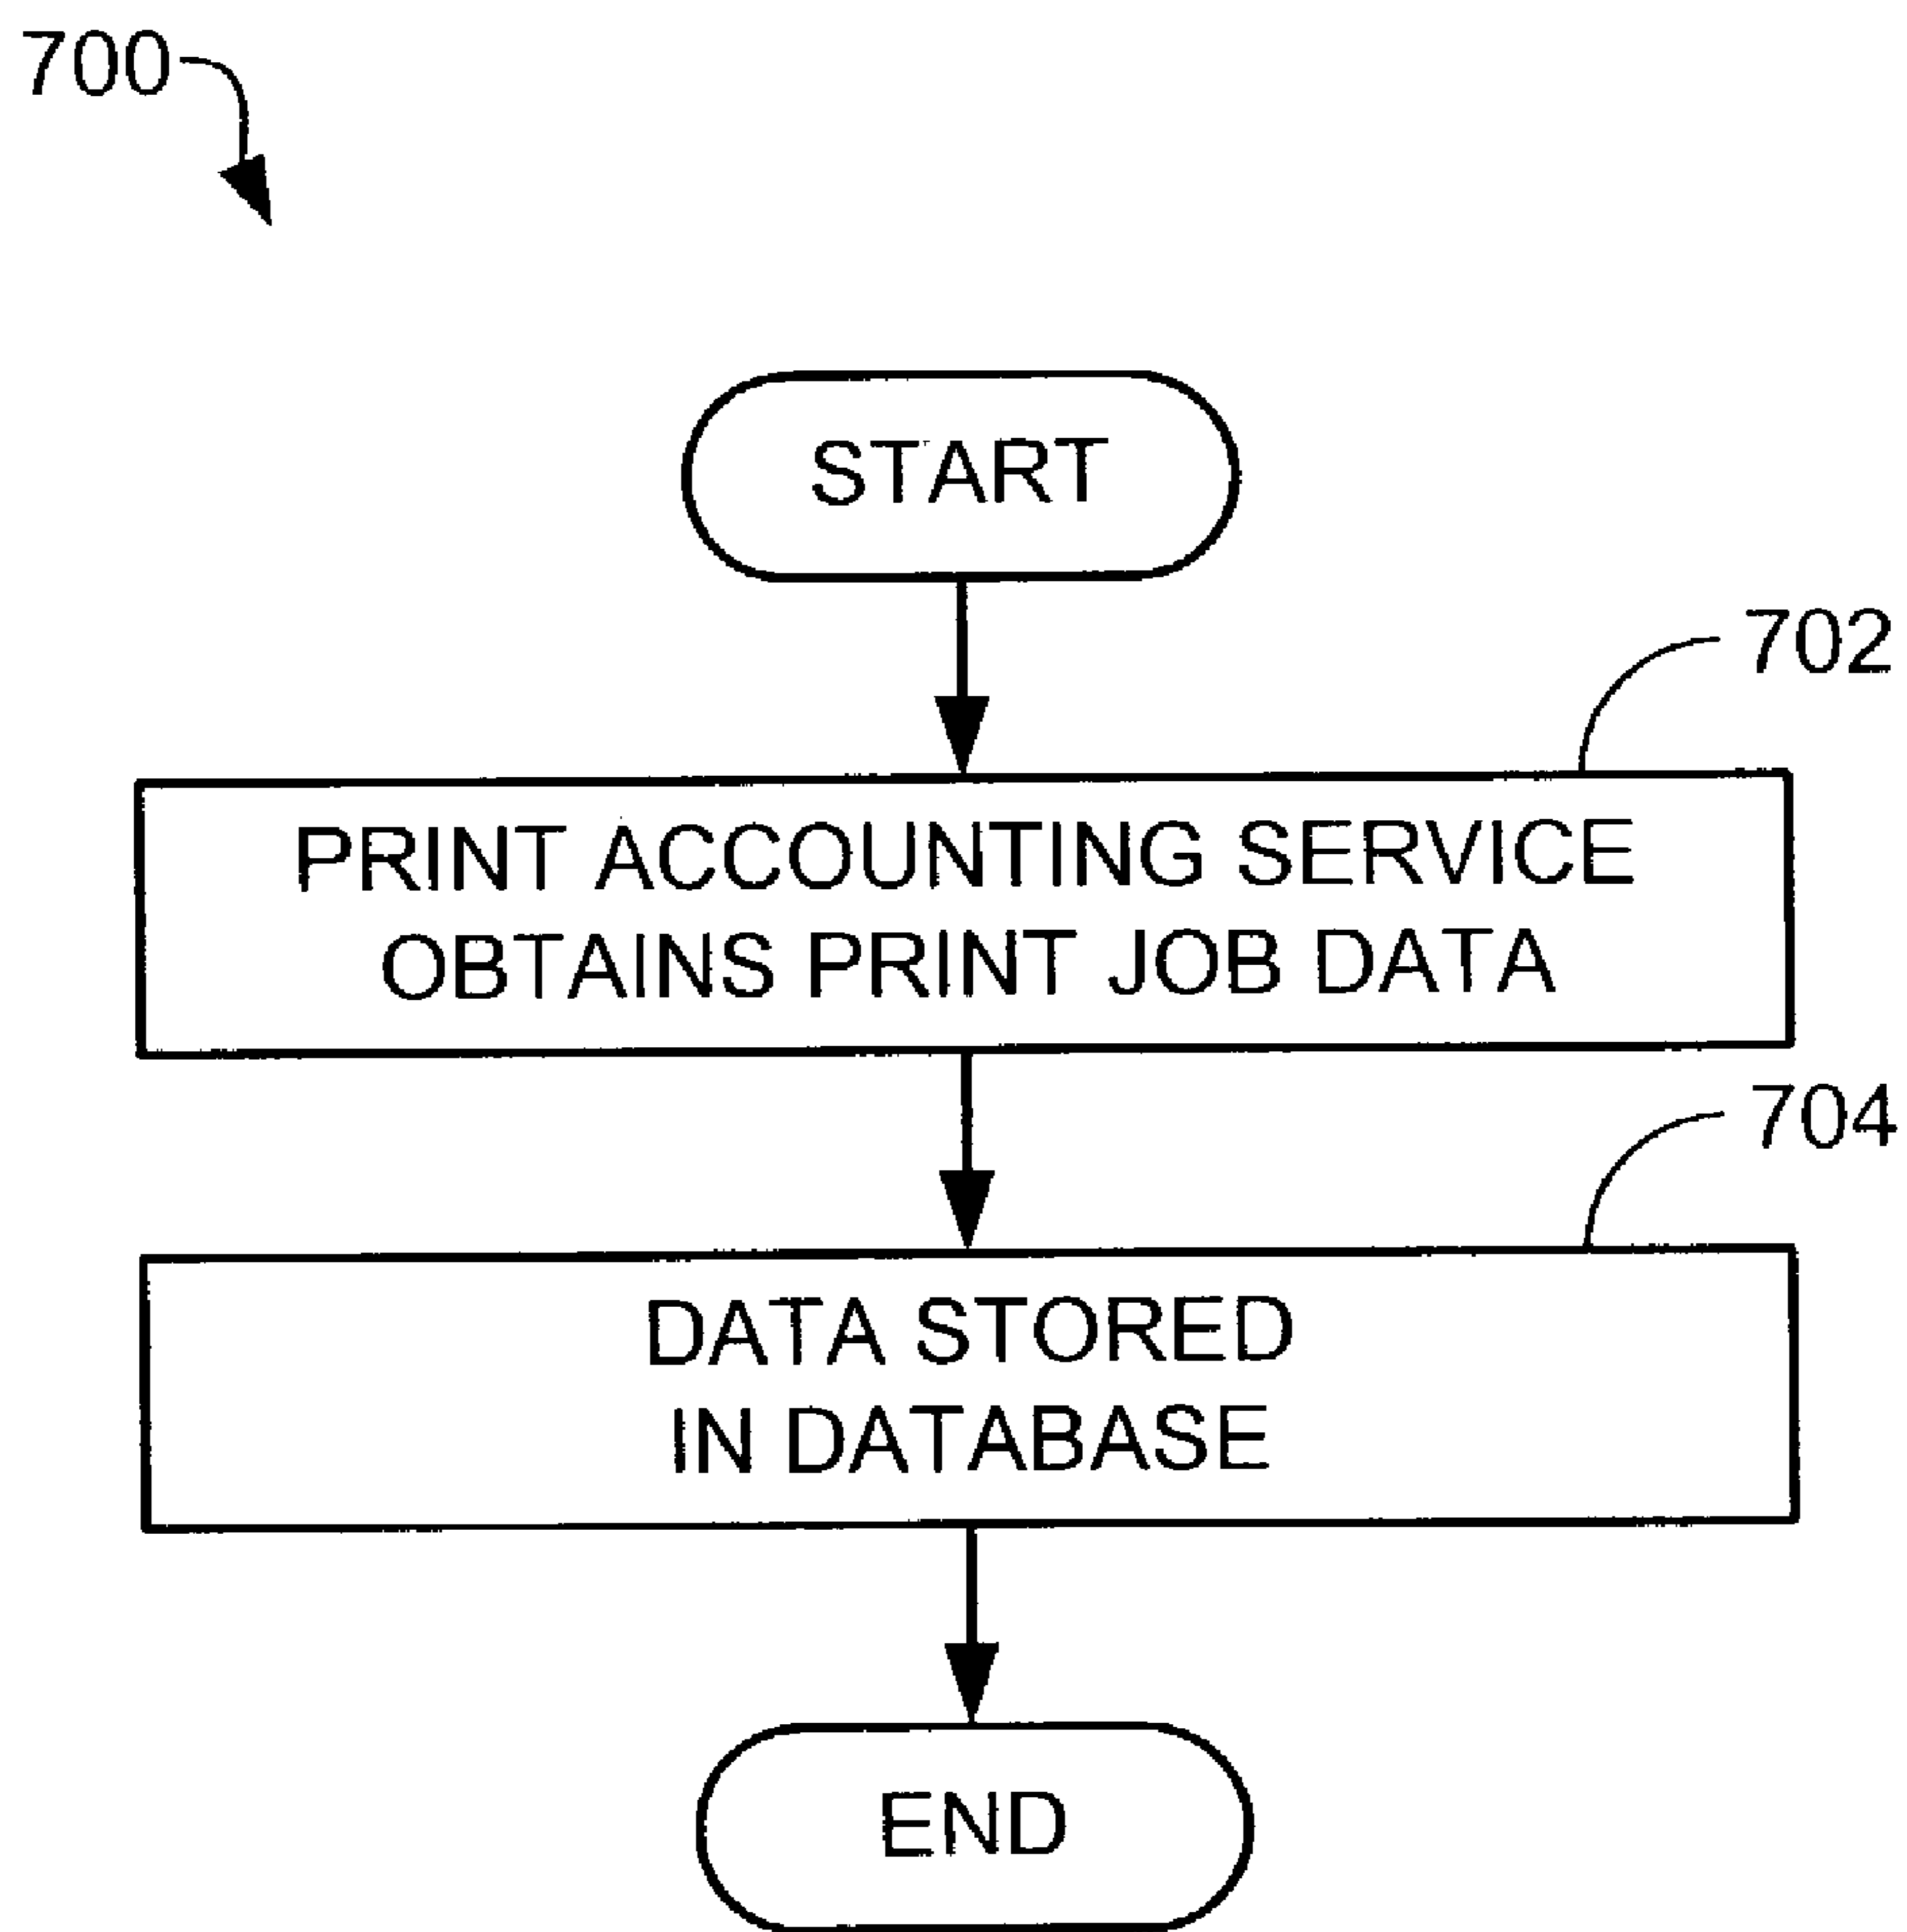 700
START
702
PRINT ACCOUNTING SERVICE
OBTAINS PRINT JOB DATA
704
DATA STORED
IN DATABASE
END